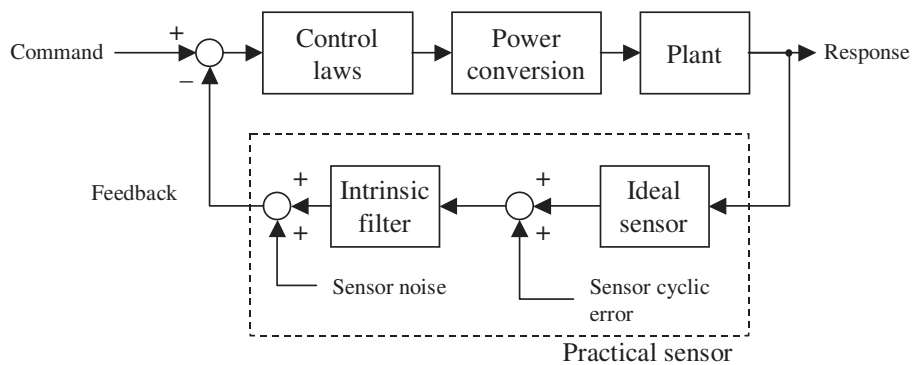 Command
+
−
Control
laws
Power
conversion
Plant
Response
Feedback
+
+
Intrinsic
filter
+
+
Ideal
sensor
Sensor noise
Sensor cyclic
error
Practical sensor